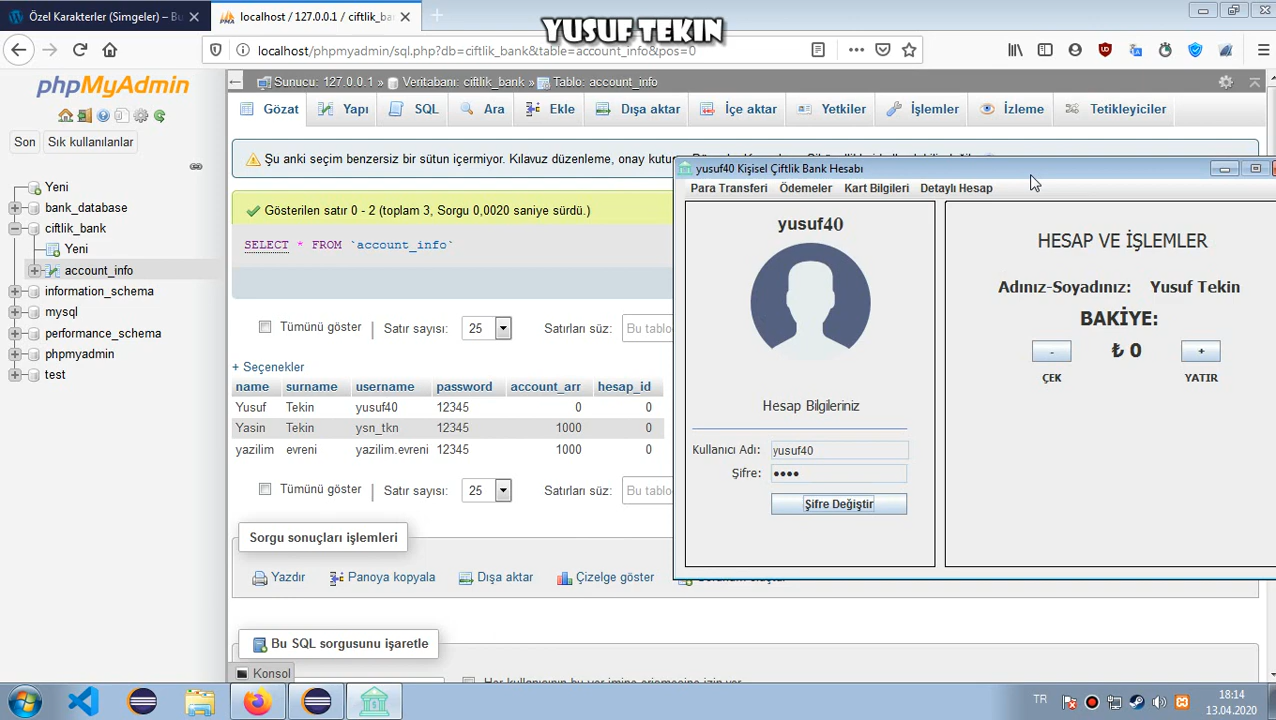 Özel Karakterler (Simgeler) – Bu
localhost / 127.0.0.1 / ciftlik_ban
YUSUF TEKIN
localhost/phpmyadmin/sql.php?db=ciftlik_bank&table=account_info&pos=0
phpMyAdmin
Son
Sık kullanılanlar
Yeni
bank_database
ciftlik_bank
Yeni
account_info
information_schema
mysql
performance_schema
phpmyadmin
test
Sunucu: 127.0.0.1 » Veritabanı: ciftlik_bank » Tablo: account_info
Gözat Yapı SQL Ara Ekle Dışa aktar İçe aktar Yetkiler İşlemler İzleme Tetikleyiciler
Şu anki seçim benzersiz bir sütun içermiyor. Kılavuz düzenleme, onay kutu
Gösterilen satır 0 - 2 (toplam 3, Sorgu 0,0020 saniye sürdü.)
SELECT * FROM `account_info`
Tümünü göster | Satır sayısı: 25 Satırları süz: Bu tablo
+ Seçenekler
name surname username password account_arr hesap_id
Yusuf Tekin yusuf40 12345 0 0
Yasin Tekin ysn_tkn 12345 1000 0
yazilim evreni yazilim.evreni 12345 1000 0
Tümünü göster | Satır sayısı: 25 Satırları süz: Bu tablo
Sorgu sonuçları işlemleri
Yazdır Panoya kopyala Dışa aktar Çizelge göster
Bu SQL sorgusunu işaretle
Konsol
yusuf40 Kişisel Çiftlik Bank Hesabı
Para Transferi Ödemeler Kart Bilgileri Detaylı Hesap
yusuf40
Hesap Bilgileriniz
Kullanıcı Adı: yusuf40
Şifre: ●●●●
Şifre Değiştir
HESAP VE İŞLEMLER
Adınız-Soyadınız: Yusuf Tekin
BAKİYE:
- ₺ 0 +
ÇEK YATIR
TR
18:14
13.04.2020